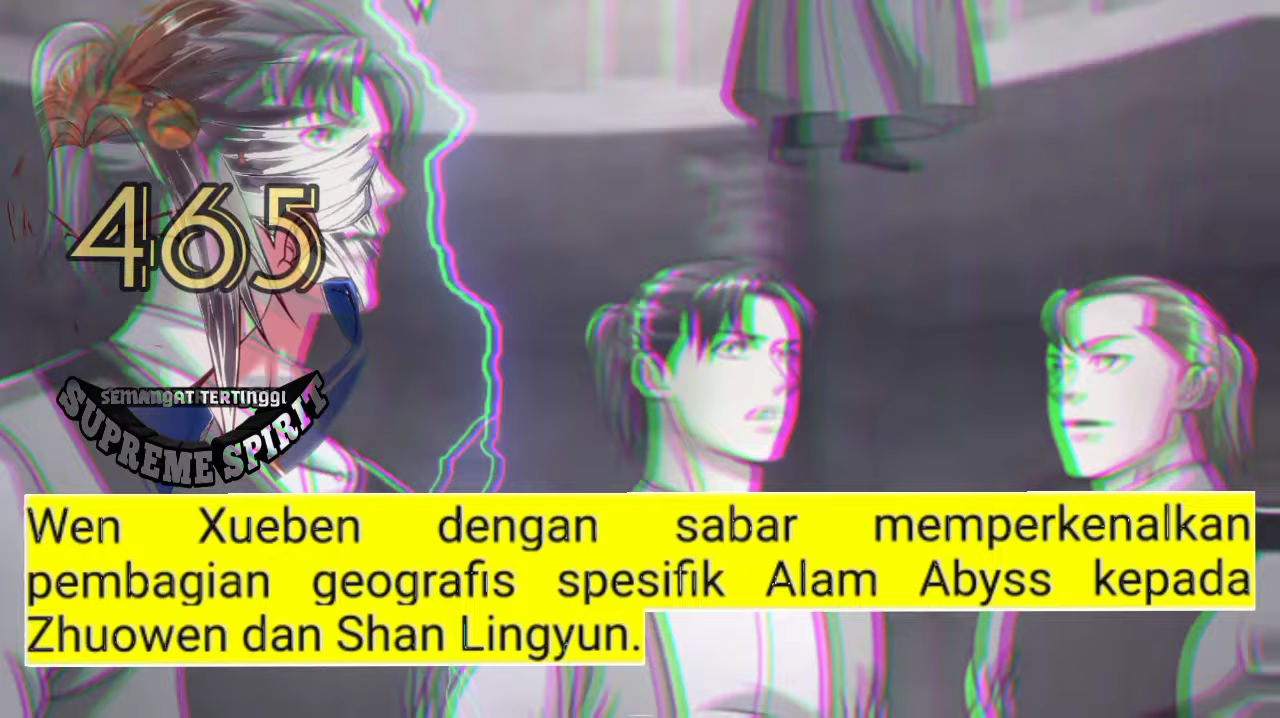 465
SEMANGAT TERTINGGI
SUPREME SPIRIT
Wen Xueben dengan sabar memperkenalkan
pembagian geografis spesifik Alam Abyss kepada
Zhuowen dan Shan Lingyun.